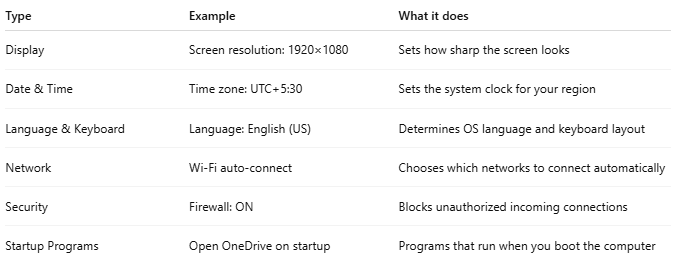 Type Example What it does
Display Screen resolution: 1920×1080 Sets how sharp the screen looks
Date & Time Time zone: UTC+5:30 Sets the system clock for your region
Language & Keyboard Language: English (US) Determines OS language and keyboard layout
Network Wi-Fi auto-connect Chooses which networks to connect automatically
Security Firewall: ON Blocks unauthorized incoming connections
Startup Programs Open OneDrive on startup Programs that run when you boot the computer